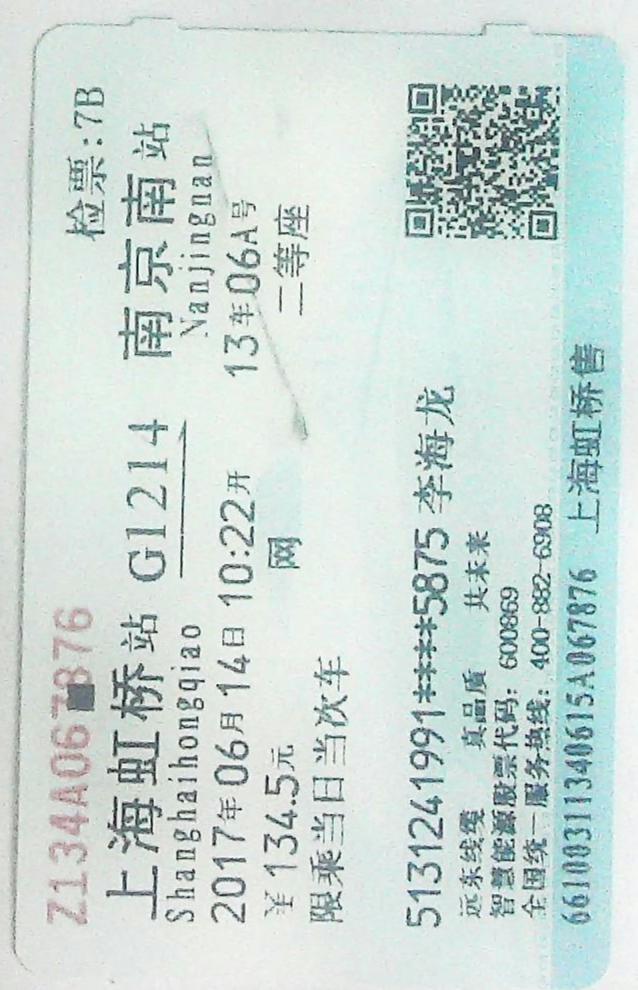 Z134A067876 检票:7B
上海虹桥站 G1214 南京南站
Shanghaihongqiao Nanjingnan
2017年06月14日 10:22开 13车06A号
￥134.5元 网 二等座
限乘当日当次车
5131241991****5875 李海龙
远东线缆 真品质 共未来
智慧能源股票代码：600869
全国统一服务热线：400-882-6908
66100311340615A067876 上海虹桥售